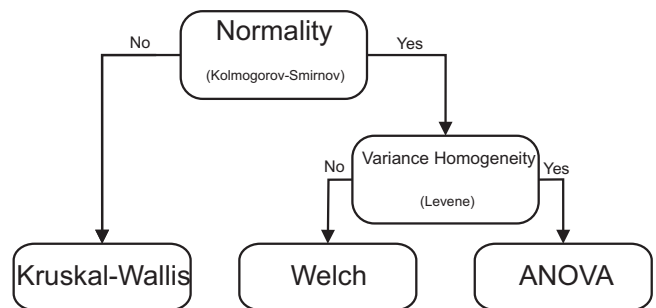 Normality
(Kolmogorov-Smirnov)
No
Yes
Variance Homogeneity
(Levene)
No
Yes
Kruskal-Wallis
Welch
ANOVA